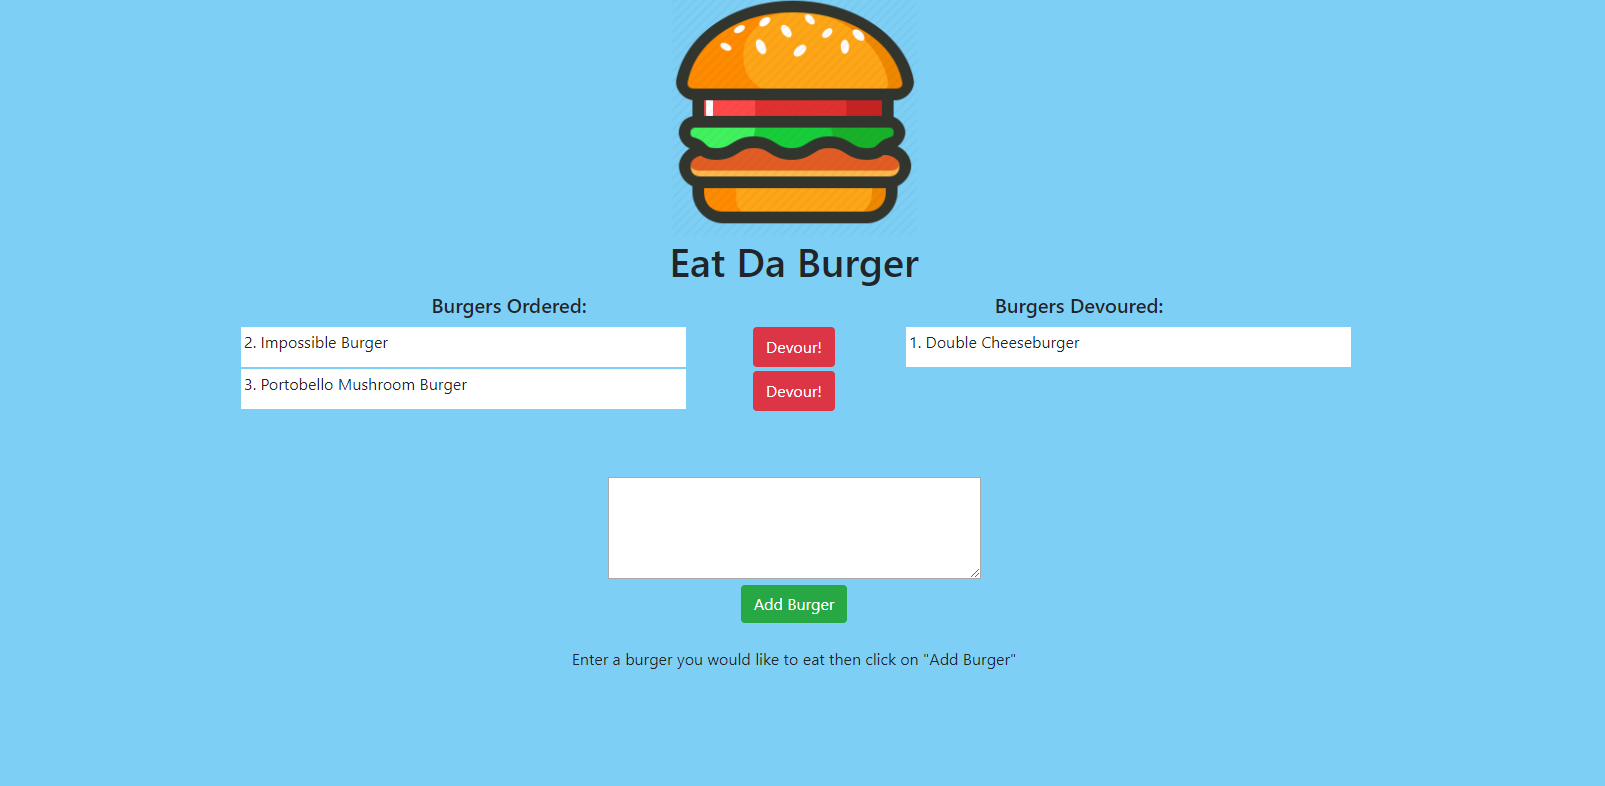 Eat Da Burger
Burgers Ordered:
Burgers Devoured:
2. Impossible Burger
Devour!
1. Double Cheeseburger
3. Portobello Mushroom Burger
Devour!
Add Burger
Enter a burger you would like to eat then click on "Add Burger"